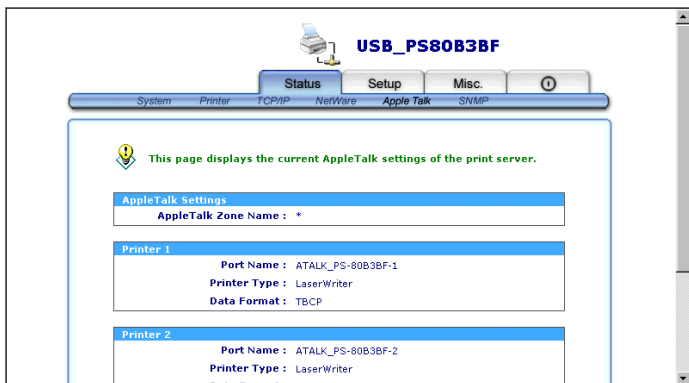 USB_PS80B3BF
Status Setup Misc.
System Printer TCP/IP NetWare Apple Talk SNMP
This page displays the current AppleTalk settings of the print server.
AppleTalk Settings
AppleTalk Zone Name : *
Printer 1
Port Name : ATALK_PS-80B3BF-1
Printer Type : LaserWriter
Data Format : TBCP
Printer 2
Port Name : ATALK_PS-80B3BF-2
Printer Type : LaserWriter